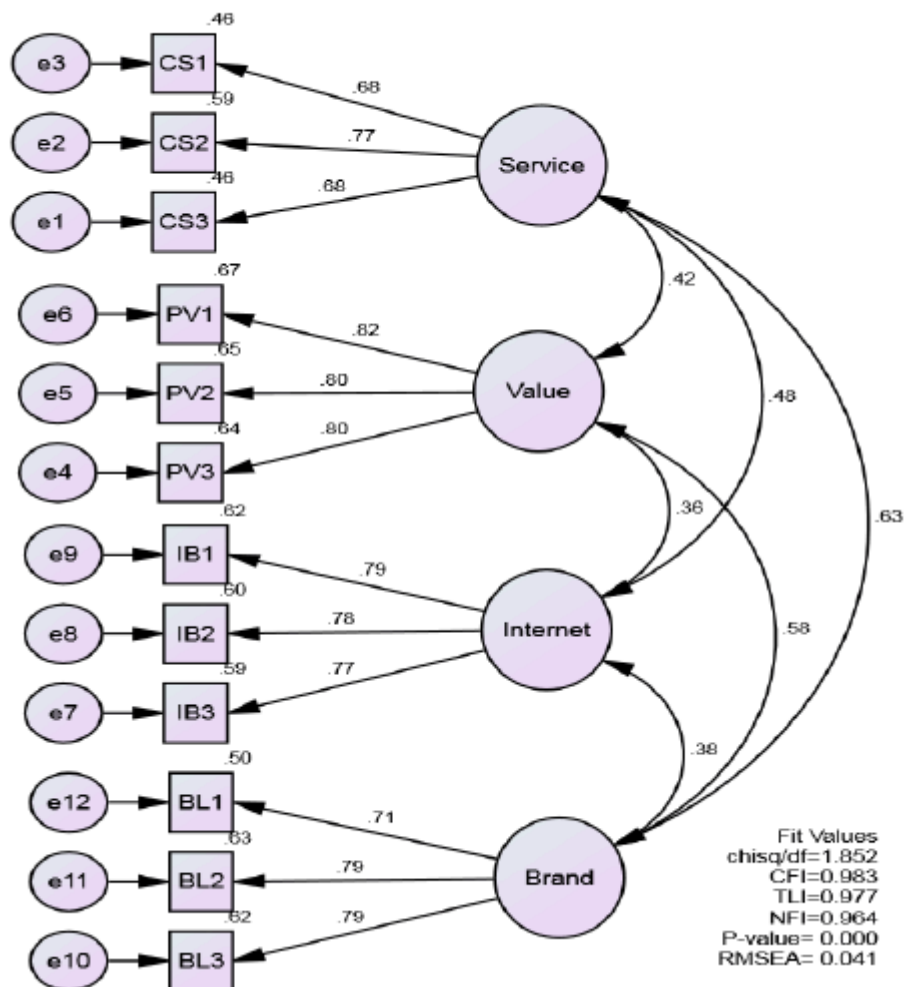 .46
e3 CS1
.68
.59
e2 CS2
.77
Service
.46
.68
e1 CS3
.42
.67
e6 PV1
.82
.65
e5 PV2
.80
Value
.48
.64
.80
e4 PV3
.36
.63
.62
e9 IB1
.79
.60
e8 IB2
.78
Internet
.58
.59
.77
e7 IB3
.38
.50
e12 BL1
.71
.63
e11 BL2
.79
Brand
.62
.79
e10 BL3
Fit Values
chisq/df=1.852
CFI=0.983
TLI=0.977
NFI=0.964
P-value= 0.000
RMSEA= 0.041